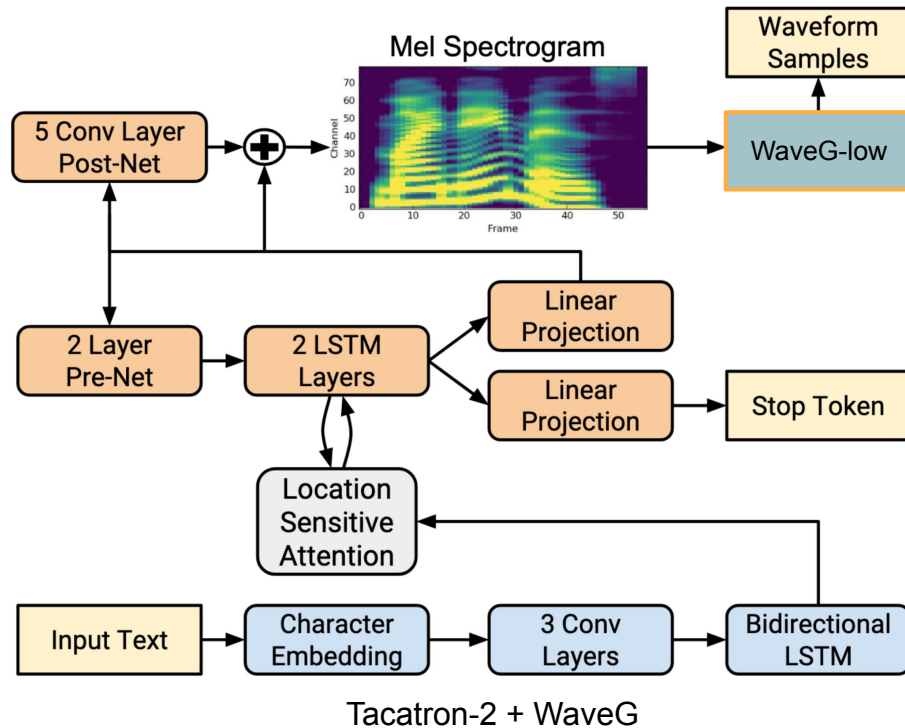 Waveform
Samples
Mel Spectrogram
5 Conv Layer
Post-Net
WaveG-low
Channel
70
60
50
40
30
20
10
0
0 10 20 30 40 50
Frame
Linear
Projection
2 Layer
Pre-Net
2 LSTM
Layers
Linear
Projection
Stop Token
Location
Sensitive
Attention
Input Text
Character
Embedding
3 Conv
Layers
Bidirectional
LSTM
Tacatron-2 + WaveG